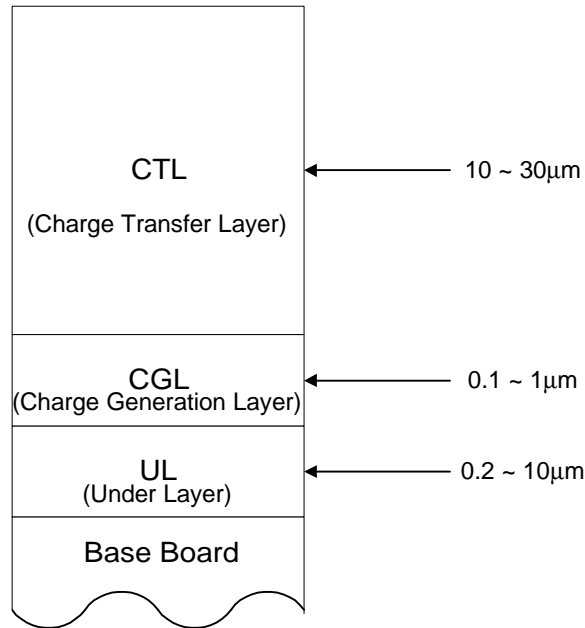 CTL
(Charge Transfer Layer)
10 ~ 30μm
CGL
(Charge Generation Layer)
0.1 ~ 1μm
UL
(Under Layer)
0.2 ~ 10μm
Base Board